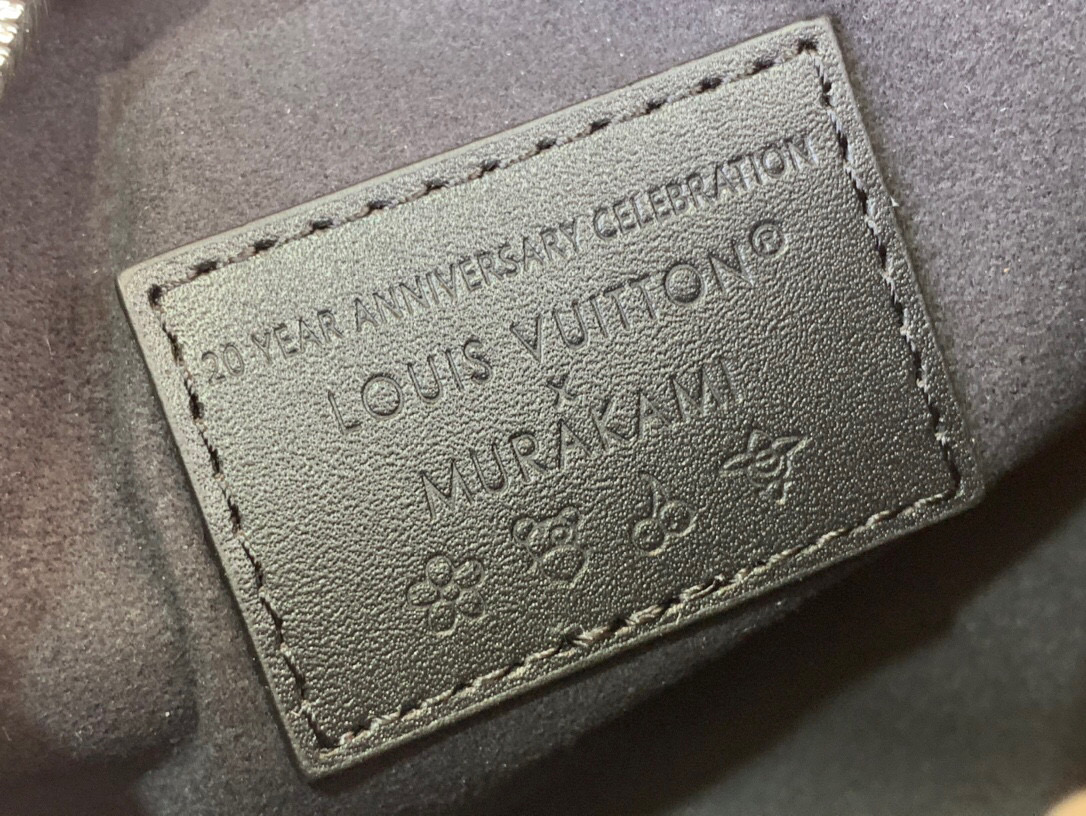 20 YEAR ANNIVERSARY CELEBRATION
LOUIS VUITTON®
x
MURAKAMI